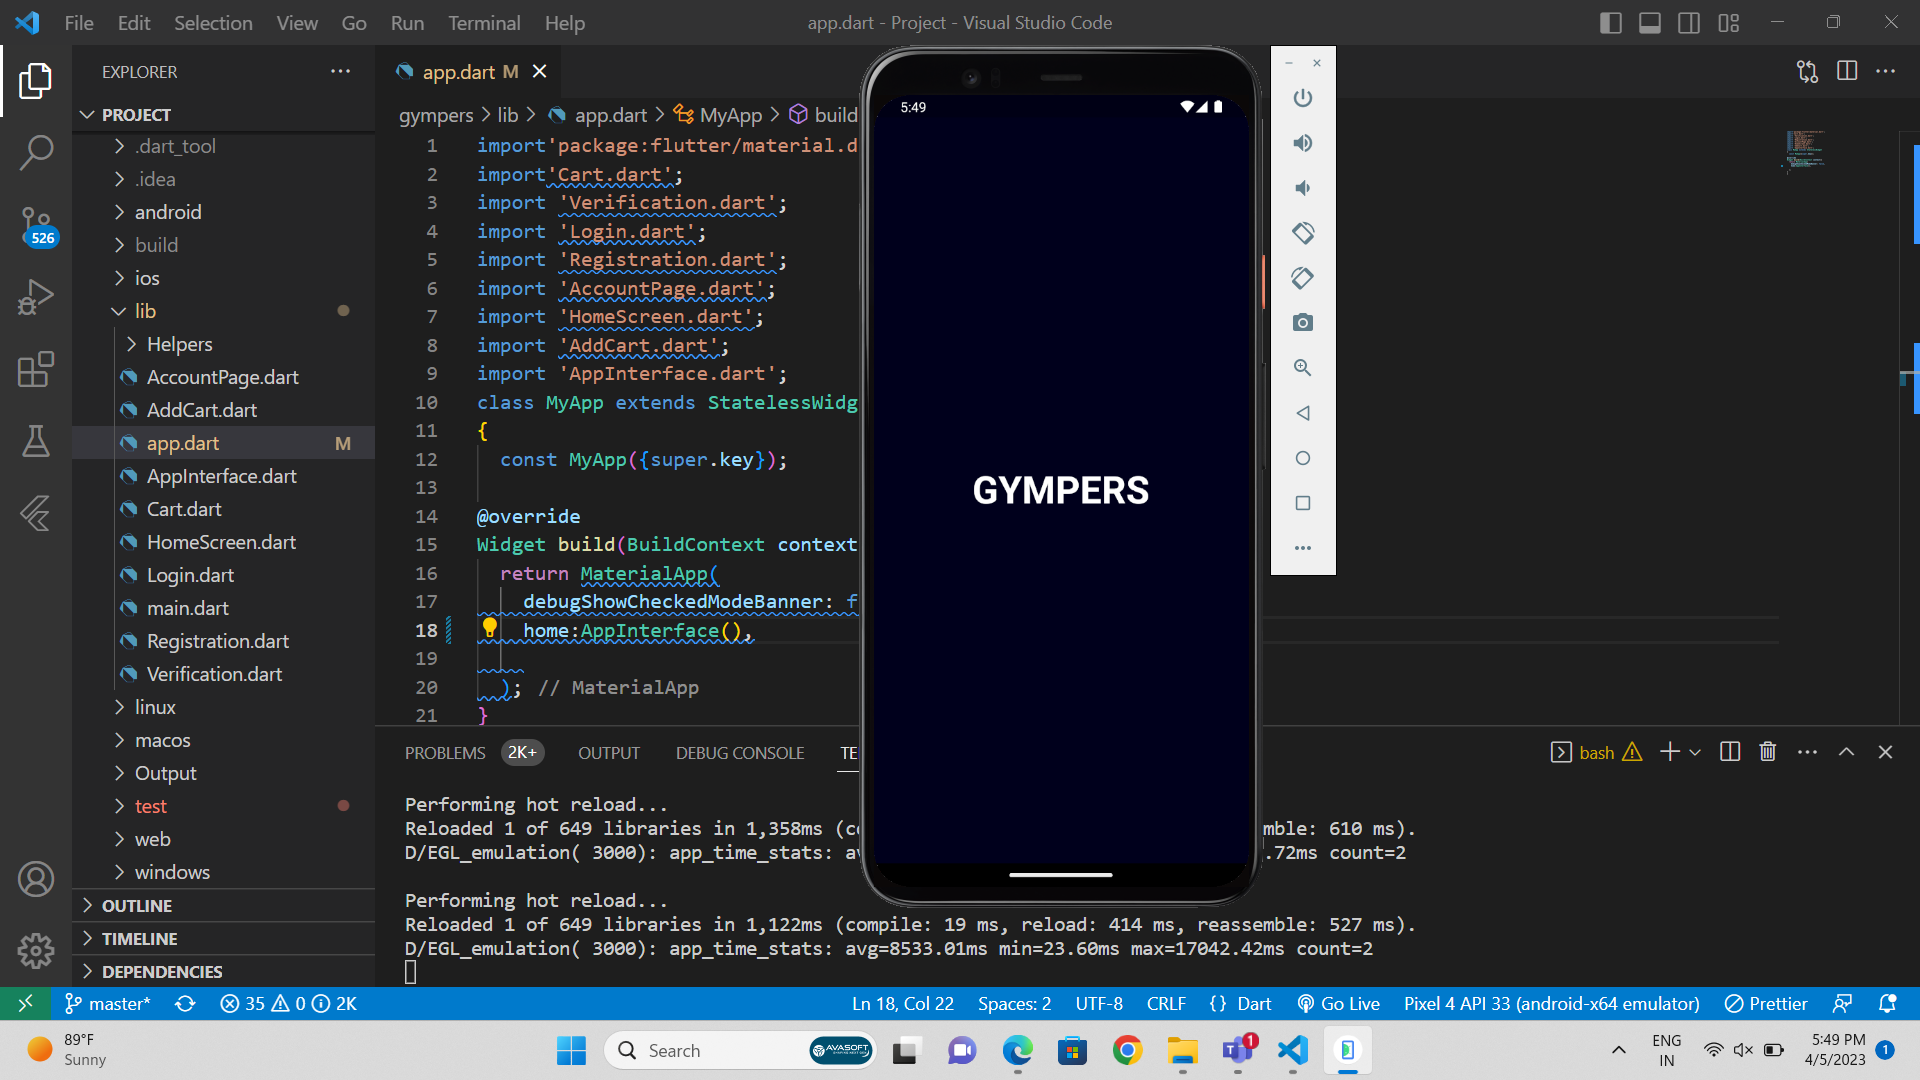 File Edit Selection View Go Run Terminal Help
app.dart - Project - Visual Studio Code
EXPLORER
PROJECT
.dart_tool
.idea
android
build
ios
lib
Helpers
AccountPage.dart
AddCart.dart
app.dart M
AppInterface.dart
Cart.dart
HomeScreen.dart
Login.dart
main.dart
Registration.dart
Verification.dart
linux
macos
Output
test
web
windows
OUTLINE
TIMELINE
DEPENDENCIES
526
app.dart M
gympers > lib > app.dart > MyApp > build
1 import'package:flutter/material.d
2 import'Cart.dart';
3 import 'Verification.dart';
4 import 'Login.dart';
5 import 'Registration.dart';
6 import 'AccountPage.dart';
7 import 'HomeScreen.dart';
8 import 'AddCart.dart';
9 import 'AppInterface.dart';
10 class MyApp extends StatelessWidg
11 {
12 const MyApp({super.key});
13
14 @override
15 Widget build(BuildContext context
16 return MaterialApp(
17 debugShowCheckedModeBanner: f
18 home:AppInterface(),
19
20 ); // MaterialApp
21 }
5:49
GYMPERS
PROBLEMS 2K+ OUTPUT DEBUG CONSOLE TE
bash
Performing hot reload...
Reloaded 1 of 649 libraries in 1,358ms (co mble: 610 ms).
D/EGL_emulation( 3000): app_time_stats: av .72ms count=2
Performing hot reload...
Reloaded 1 of 649 libraries in 1,122ms (compile: 19 ms, reload: 414 ms, reassemble: 527 ms).
D/EGL_emulation( 3000): app_time_stats: avg=8533.01ms min=23.60ms max=17042.42ms count=2
master* 35 0 2K
Ln 18, Col 22 Spaces: 2 UTF-8 CRLF {} Dart Go Live Pixel 4 API 33 (android-x64 emulator) Prettier
89°F
Sunny
Search
AVASOFT
1
ENG
IN
5:49 PM
4/5/2023
1